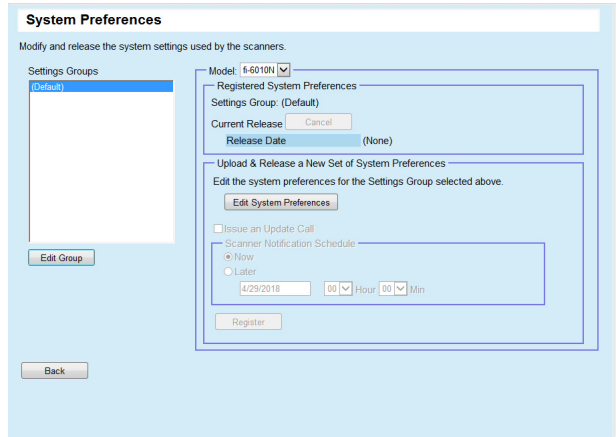 System Preferences
Modify and release the system settings used by the scanners.
Settings Groups
(Default)
Edit Group
Model: fi-6010N
Registered System Preferences
Settings Group: (Default)
Current Release Cancel
Release Date (None)
Upload & Release a New Set of System Preferences
Edit the system preferences for the Settings Group selected above.
Edit System Preferences
Issue an Update Call
Scanner Notification Schedule
Now
Later
4/29/2018 00 Hour 00 Min
Register
Back